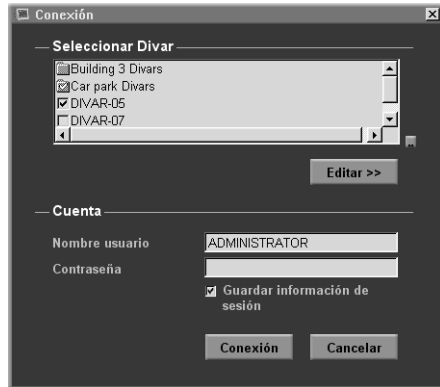 Conexión
Seleccionar Divar
Building 3 Divars
Car park Divars
DIVAR-05
DIVAR-07
Editar >>
Cuenta
Nombre usuario ADMINISTRATOR
Contraseña
Guardar información de
sesión
Conexión Cancelar